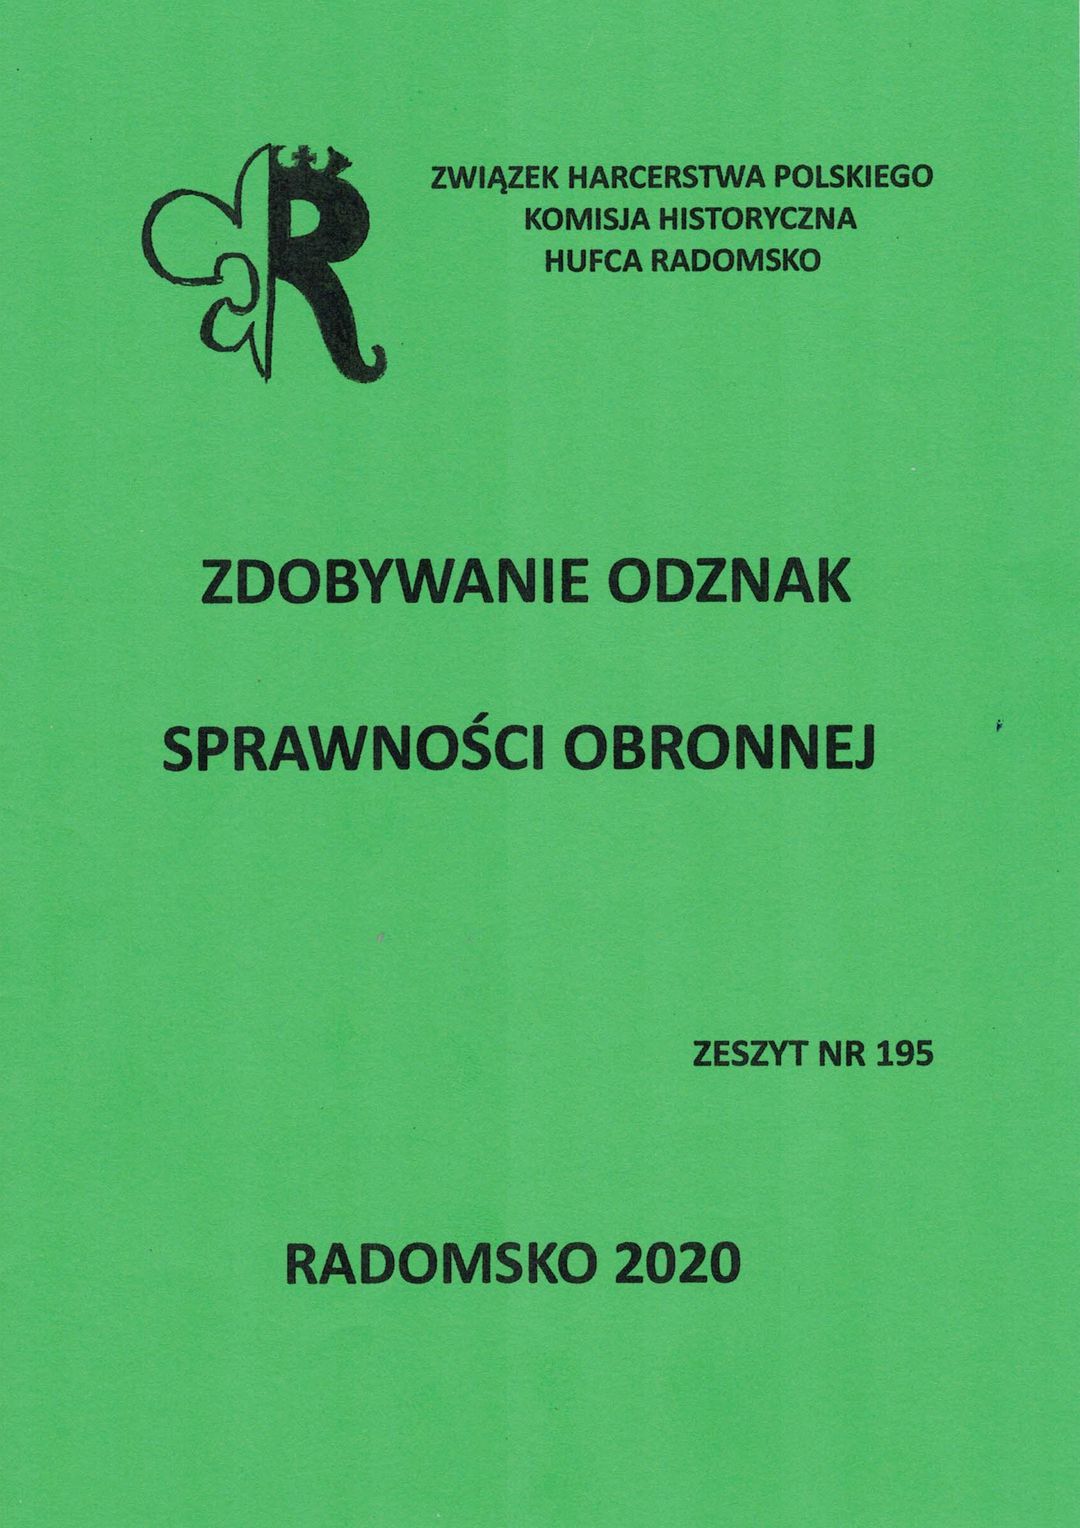 ZWIĄZEK HARCERSTWA POLSKIEGO
KOMISJA HISTORYCZNA
HUFCA RADOMSKO
R
ZDOBYWANIE ODZNAK
SPRAWNOŚCI OBRONNEJ
ZESZYT NR 195
RADOMSKO 2020